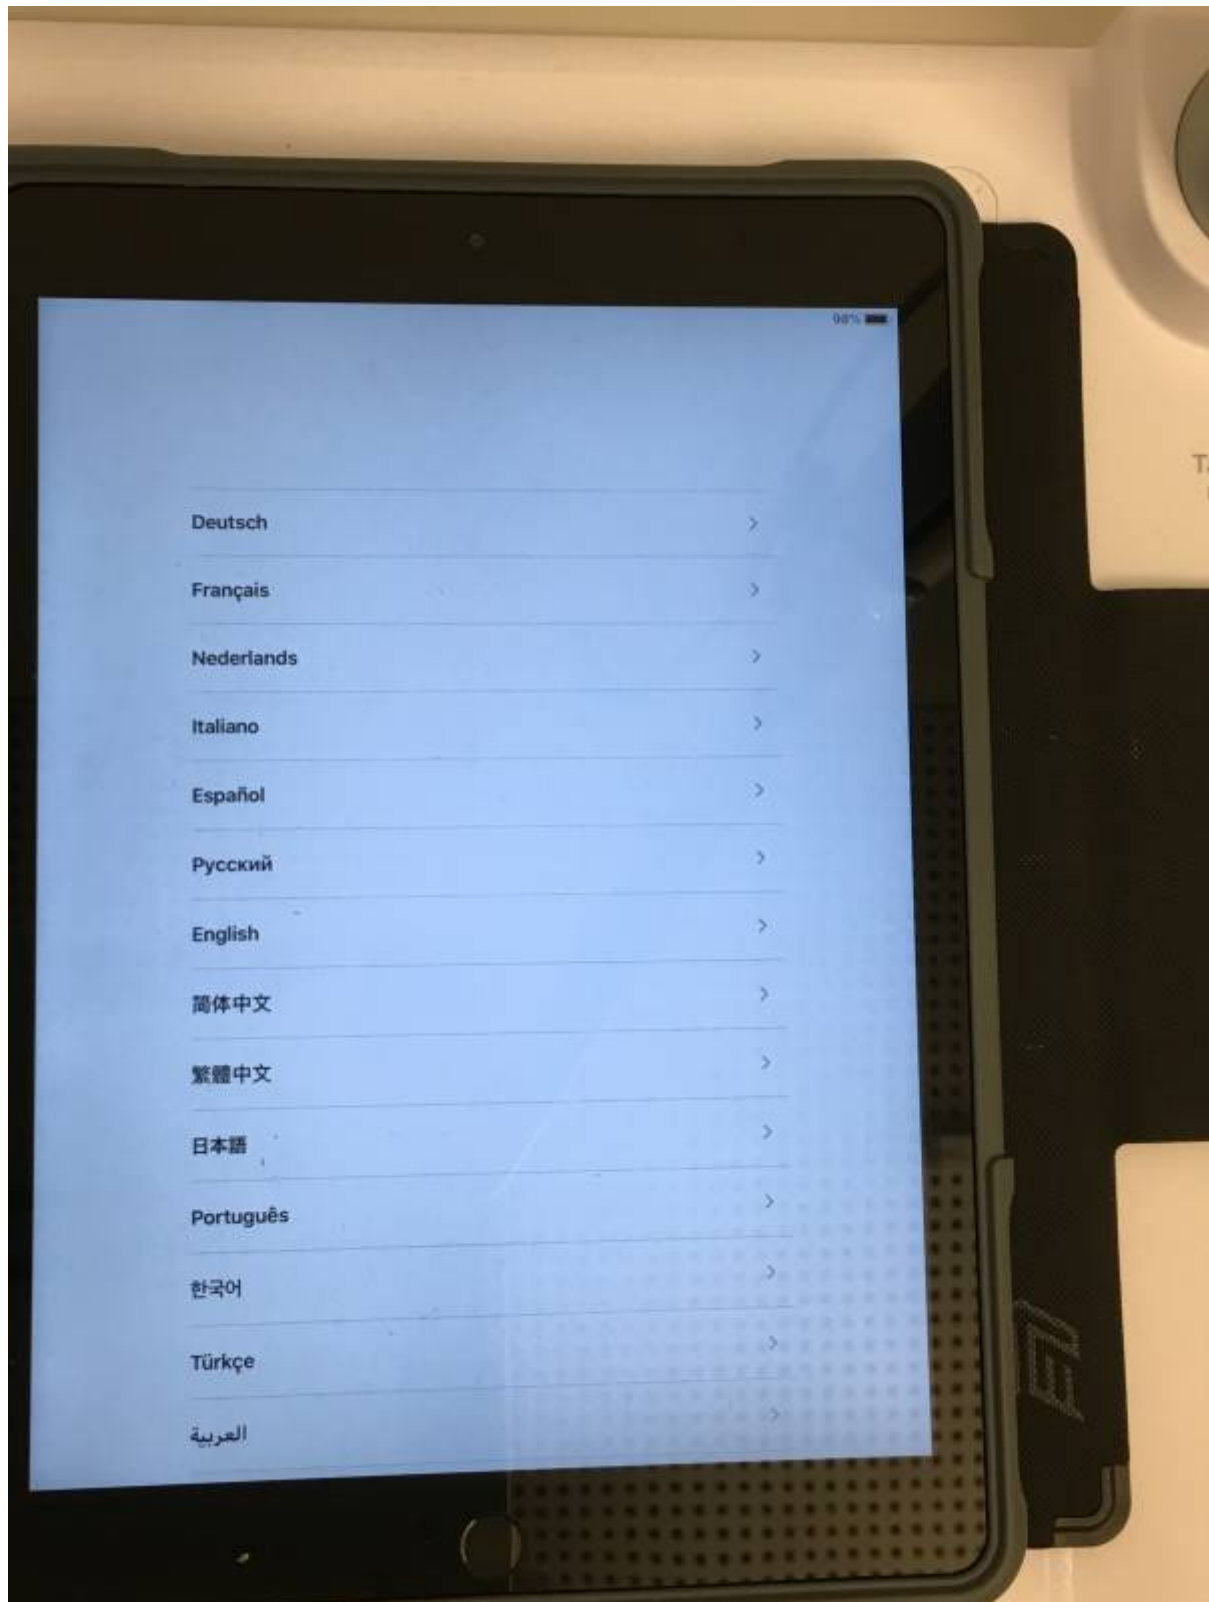 98%
Deutsch
Français
Nederlands
Italiano
Español
Русский
English
简体中文
繁體中文
日本語
Português
한국어
Türkçe
العربية